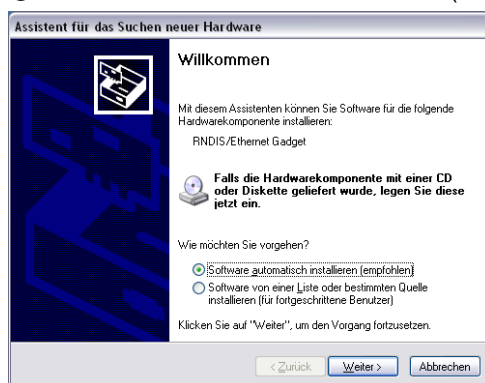 Assistent für das Suchen neuer Hardware
Willkommen
Mit diesem Assistenten können Sie Software für die folgende
Hardwarekomponente installieren:
RNDIS/Ethernet Gadget
Falls die Hardwarekomponente mit einer CD
oder Diskette geliefert wurde, legen Sie diese
jetzt ein.
Wie möchten Sie vorgehen?
Software automatisch installieren (empfohlen)
Software von einer Liste oder bestimmten Quelle
installieren (für fortgeschrittene Benutzer)
Klicken Sie auf "Weiter", um den Vorgang fortzusetzen.
< Zurück Weiter > Abbrechen